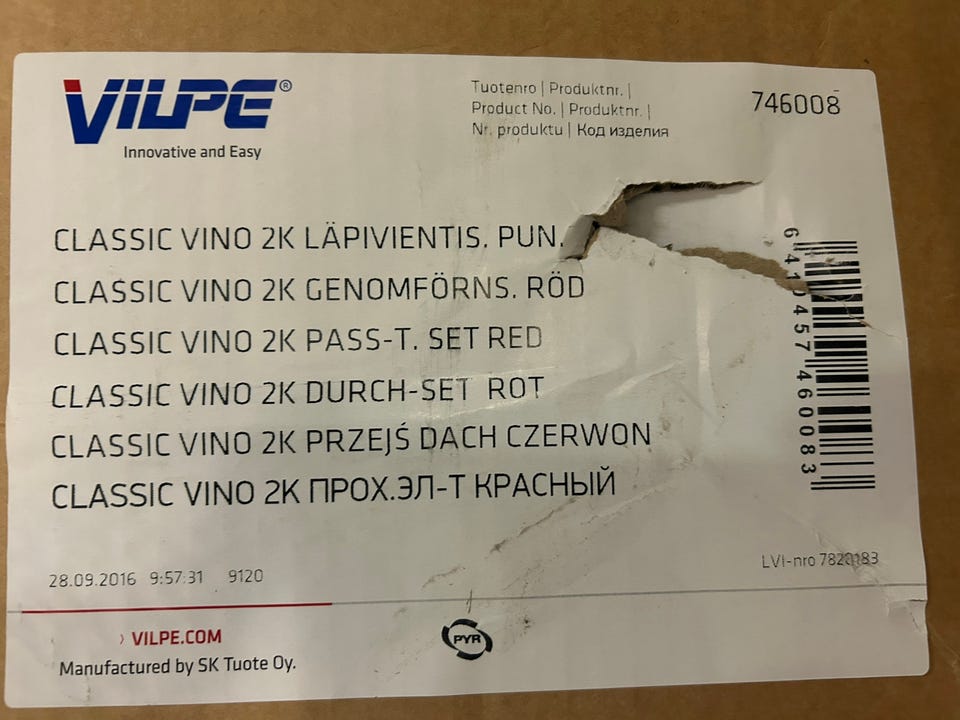 VILPE®
Innovative and Easy
Tuotenro | Produktnr. |
Product No. | Produktnr. |
Nr. produktu | Код изделия
746008
CLASSIC VINO 2K LÄPIVIENTIS. PUN.
CLASSIC VINO 2K GENOMFÖRNS. RÖD
CLASSIC VINO 2K PASS-T. SET RED
CLASSIC VINO 2K DURCH-SET ROT
CLASSIC VINO 2K PRZEJŚ DACH CZERWON
CLASSIC VINO 2K ПРОХ.ЭЛ-Т КРАСНЫЙ
6410457460083
LVI-nro 7820183
28.09.2016 9:57:31 9120
› VILPE.COM
Manufactured by SK Tuote Oy.
PYR